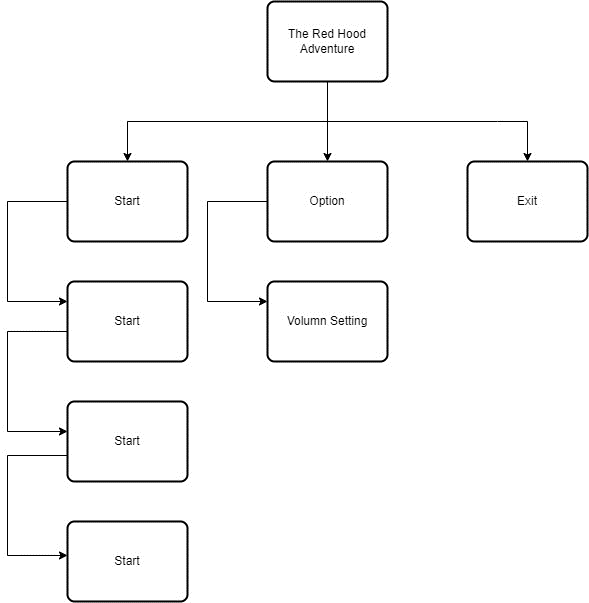 The Red Hood
Adventure
Start
Option
Exit
Start
Volumn Setting
Start
Start